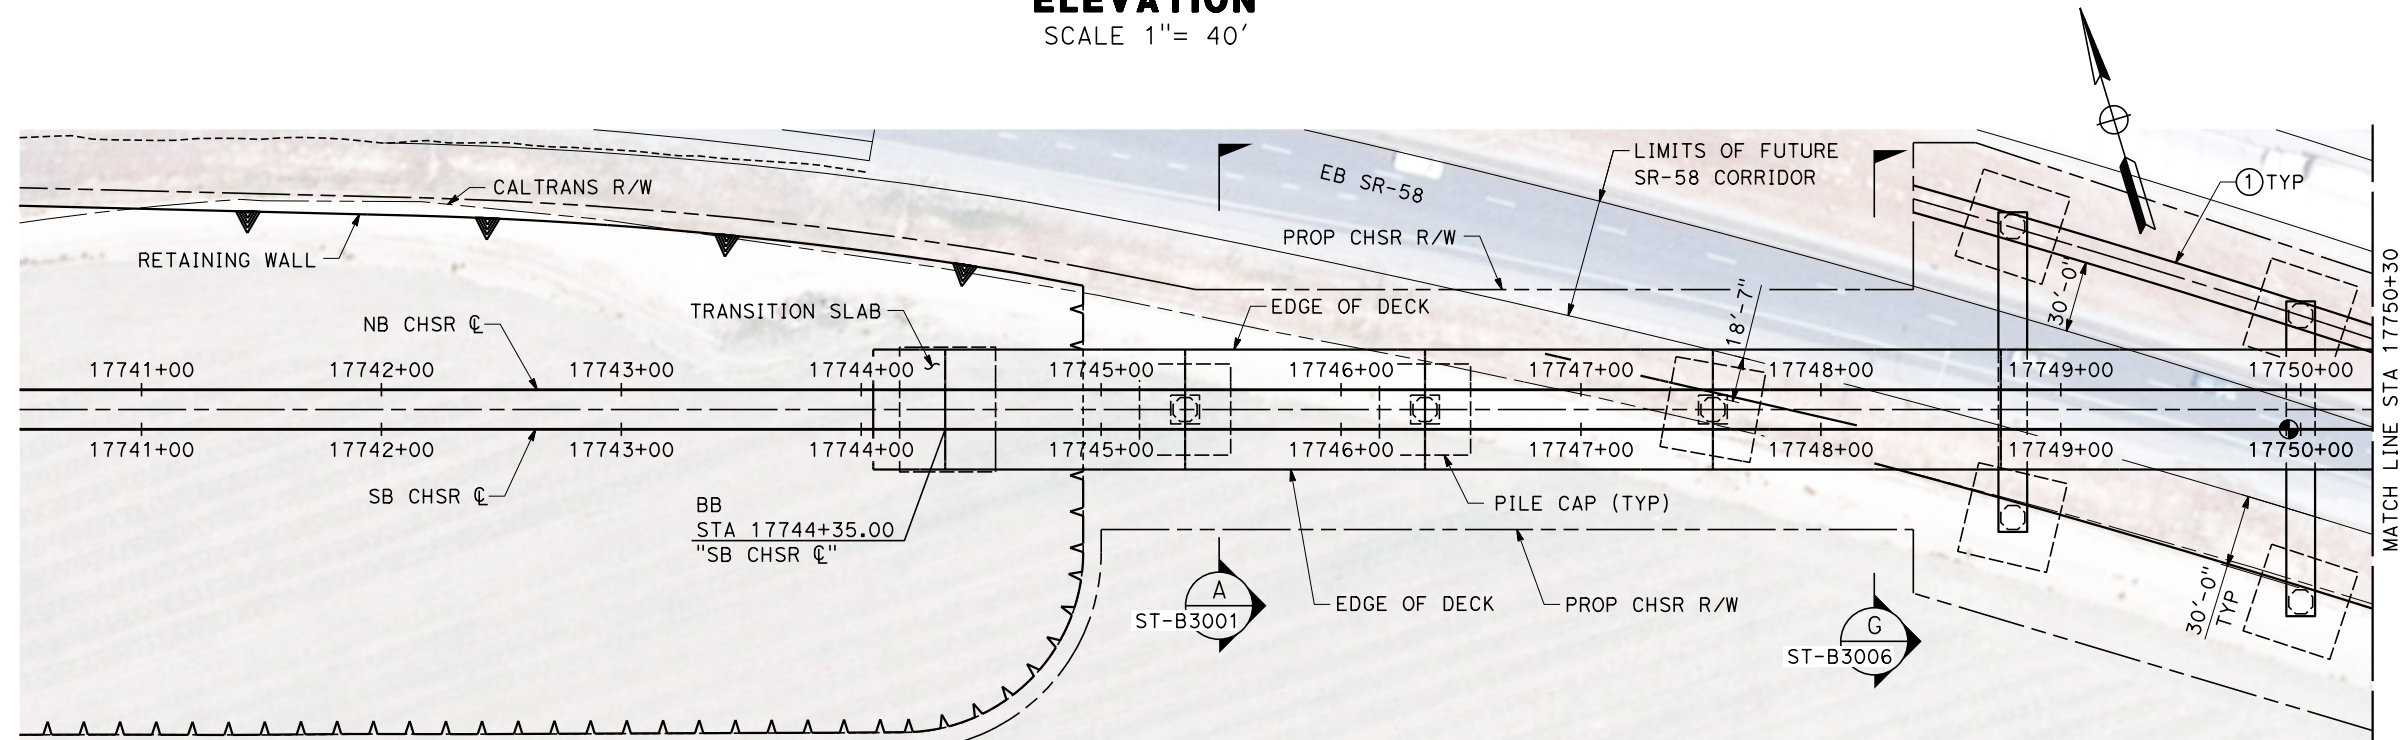 ELEVATION
SCALE 1"= 40'
CALTRANS R/W
RETAINING WALL
EB SR-58
LIMITS OF FUTURE
SR-58 CORRIDOR
1 TYP
PROP CHSR R/W
TRANSITION SLAB
EDGE OF DECK
18'-7"
30'-0"
NB CHSR ℄
17741+00 17742+00 17743+00 17744+00 17745+00 17746+00 17747+00 17748+00 17749+00 17750+00
17741+00 17742+00 17743+00 17744+00 17745+00 17746+00 17747+00 17748+00 17749+00 17750+00
SB CHSR ℄
BB
STA 17744+35.00
"SB CHSR ℄"
PILE CAP (TYP)
A
ST-B3001
EDGE OF DECK
PROP CHSR R/W
G
ST-B3006
30'-0"
TYP
MATCH LINE STA 17750+30